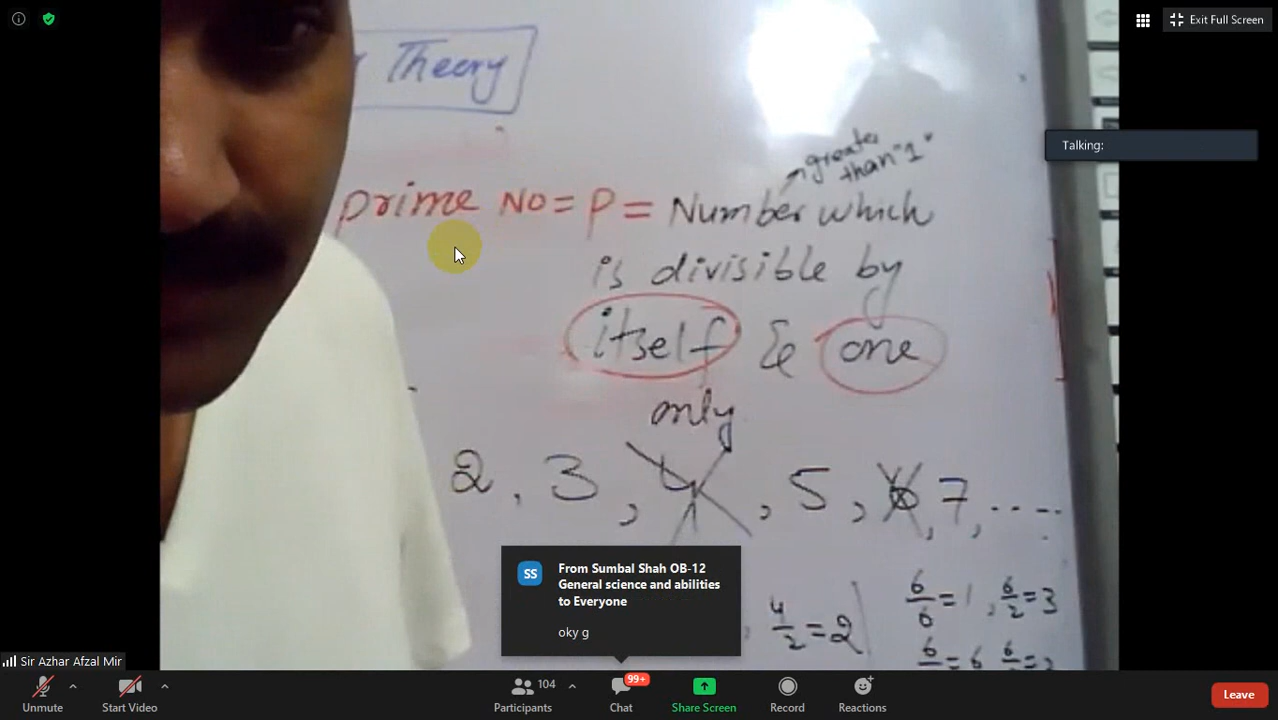 Exit Full Screen
Theory
Talking:
greater
than "1"
prime No = P = Number which
is divisible by
itself & one
only
2, 3, 4, 5, 6, 7, ....
SS
From Sumbal Shah OB-12
General science and abilities
to Everyone
oky g
4/2 = 2
6/6 = 1, 6/2 = 3
Sir Azhar Afzal Mir
99+
104
Unmute
Start Video
Participants
Chat
Share Screen
Record
Reactions
Leave